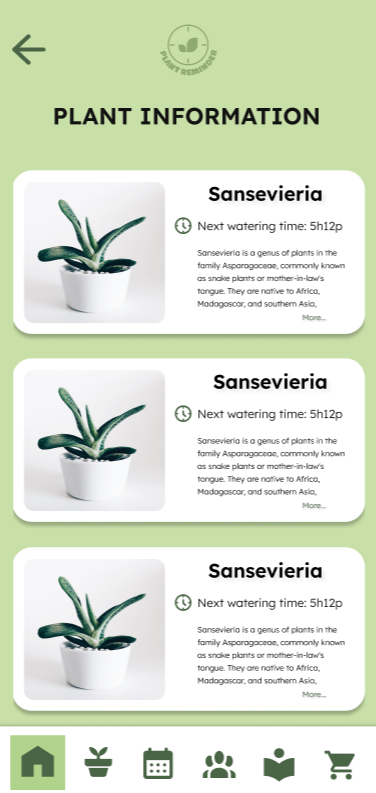 PLANT REMINDER
PLANT INFORMATION
Sansevieria
Next watering time: 5h12p
Sansevieria is a genus of plants in the
family Asparagaceae, commonly known
as snake plants or mother-in-law's
tongue. They are native to Africa,
Madagascar, and southern Asia,
More...
Sansevieria
Next watering time: 5h12p
Sansevieria is a genus of plants in the
family Asparagaceae, commonly known
as snake plants or mother-in-law's
tongue. They are native to Africa,
Madagascar, and southern Asia,
More...
Sansevieria
Next watering time: 5h12p
Sansevieria is a genus of plants in the
family Asparagaceae, commonly known
as snake plants or mother-in-law's
tongue. They are native to Africa,
Madagascar, and southern Asia,
More...